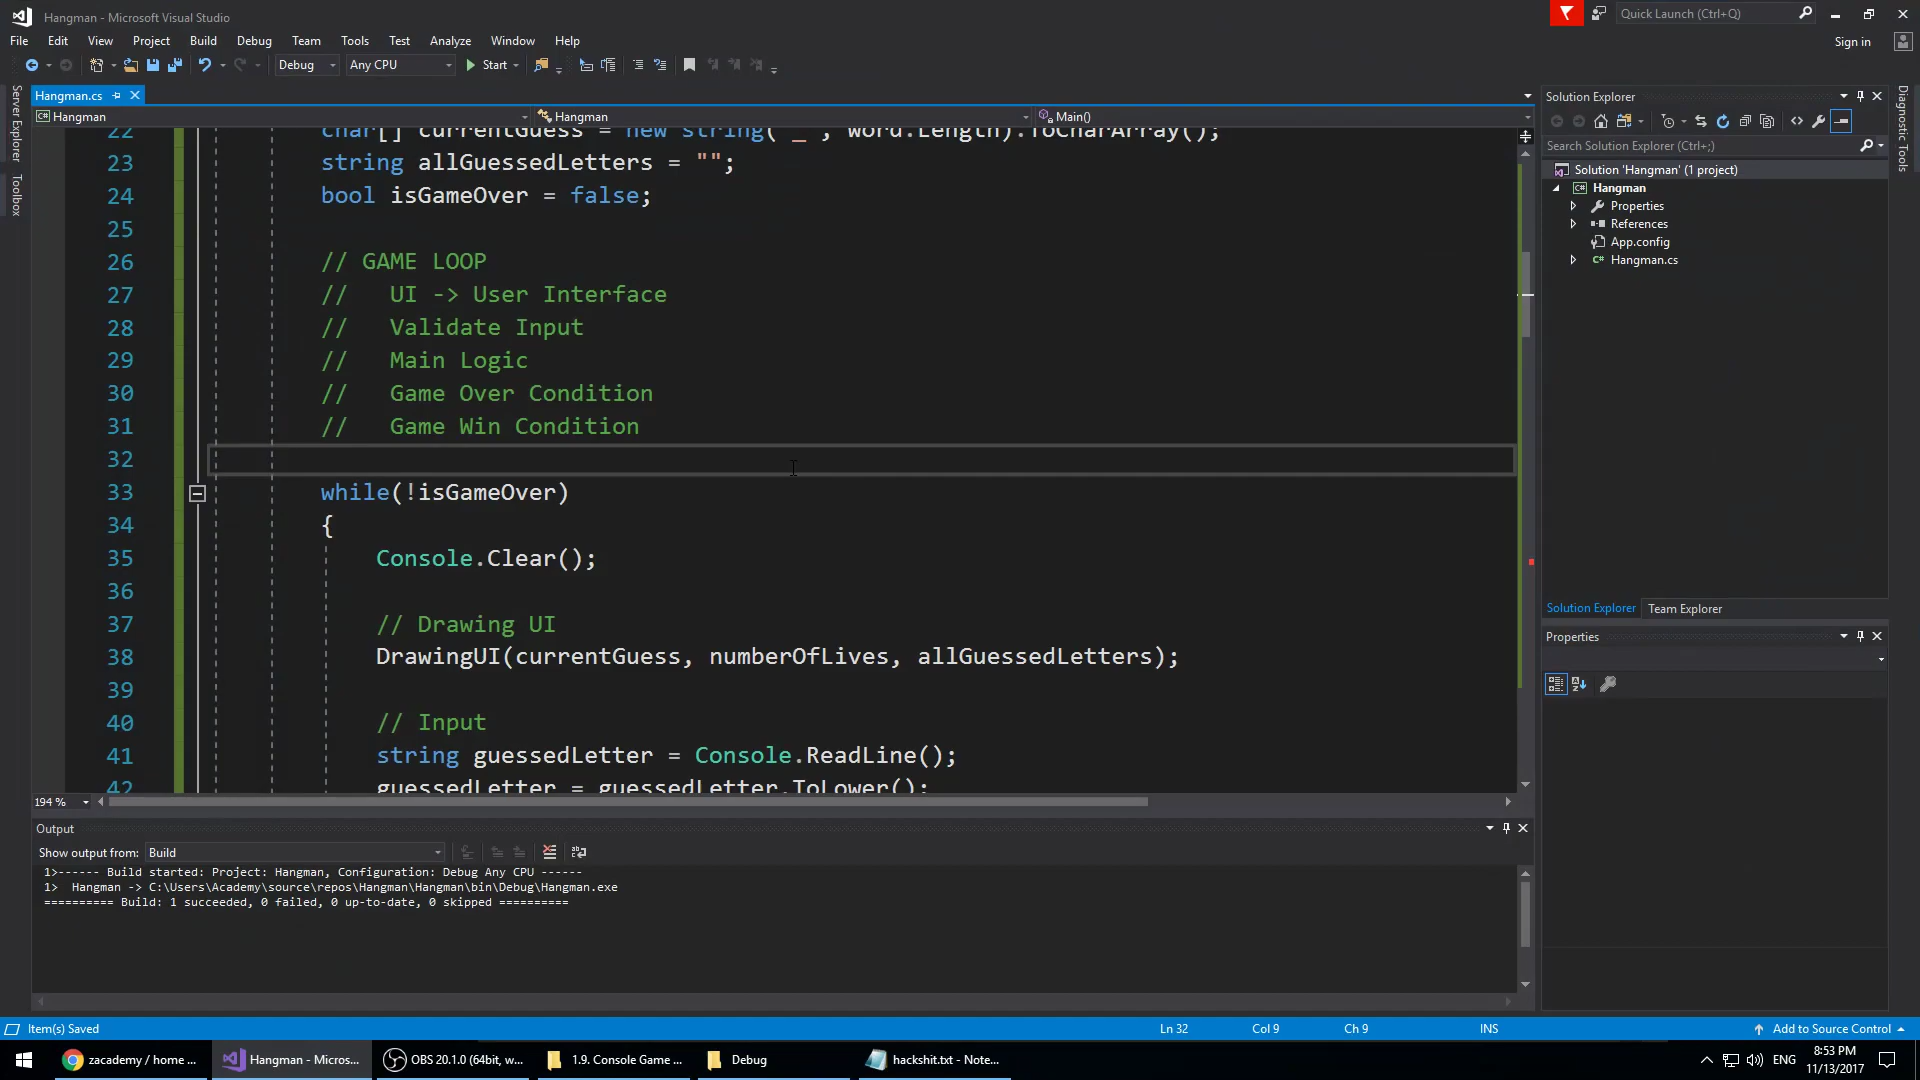 Hangman - Microsoft Visual Studio
Quick Launch (Ctrl+Q)
File Edit View Project Build Debug Team Tools Test Analyze Window Help
Sign in
Debug Any CPU Start
Server Explorer
Toolbox
Hangman.cs
Hangman Hangman Main()
22 char[] currentGuess = new string('_', word.Length).ToCharArray();
23 string allGuessedLetters = "";
24 bool isGameOver = false;
25
26 // GAME LOOP
27 // UI -> User Interface
28 // Validate Input
29 // Main Logic
30 // Game Over Condition
31 // Game Win Condition
32
33 while(!isGameOver)
34 {
35 Console.Clear();
36
37 // Drawing UI
38 DrawingUI(currentGuess, numberOfLives, allGuessedLetters);
39
40 // Input
41 string guessedLetter = Console.ReadLine();
42 guessedLetter = guessedLetter.ToLower();
194 %
Solution Explorer
Search Solution Explorer (Ctrl+;)
Solution 'Hangman' (1 project)
Hangman
Properties
References
App.config
Hangman.cs
Solution Explorer Team Explorer
Properties
Diagnostic Tools
Output
Show output from: Build
1>------ Build started: Project: Hangman, Configuration: Debug Any CPU ------
1> Hangman -> C:\Users\Academy\source\repos\Hangman\Hangman\bin\Debug\Hangman.exe
========== Build: 1 succeeded, 0 failed, 0 up-to-date, 0 skipped ==========
Item(s) Saved Ln 32 Col 9 Ch 9 INS Add to Source Control
zacademy / home ... Hangman - Micros... OBS 20.1.0 (64bit, w... 1.9. Console Game ... Debug hackshit.txt - Note... ENG
8:53 PM
11/13/2017